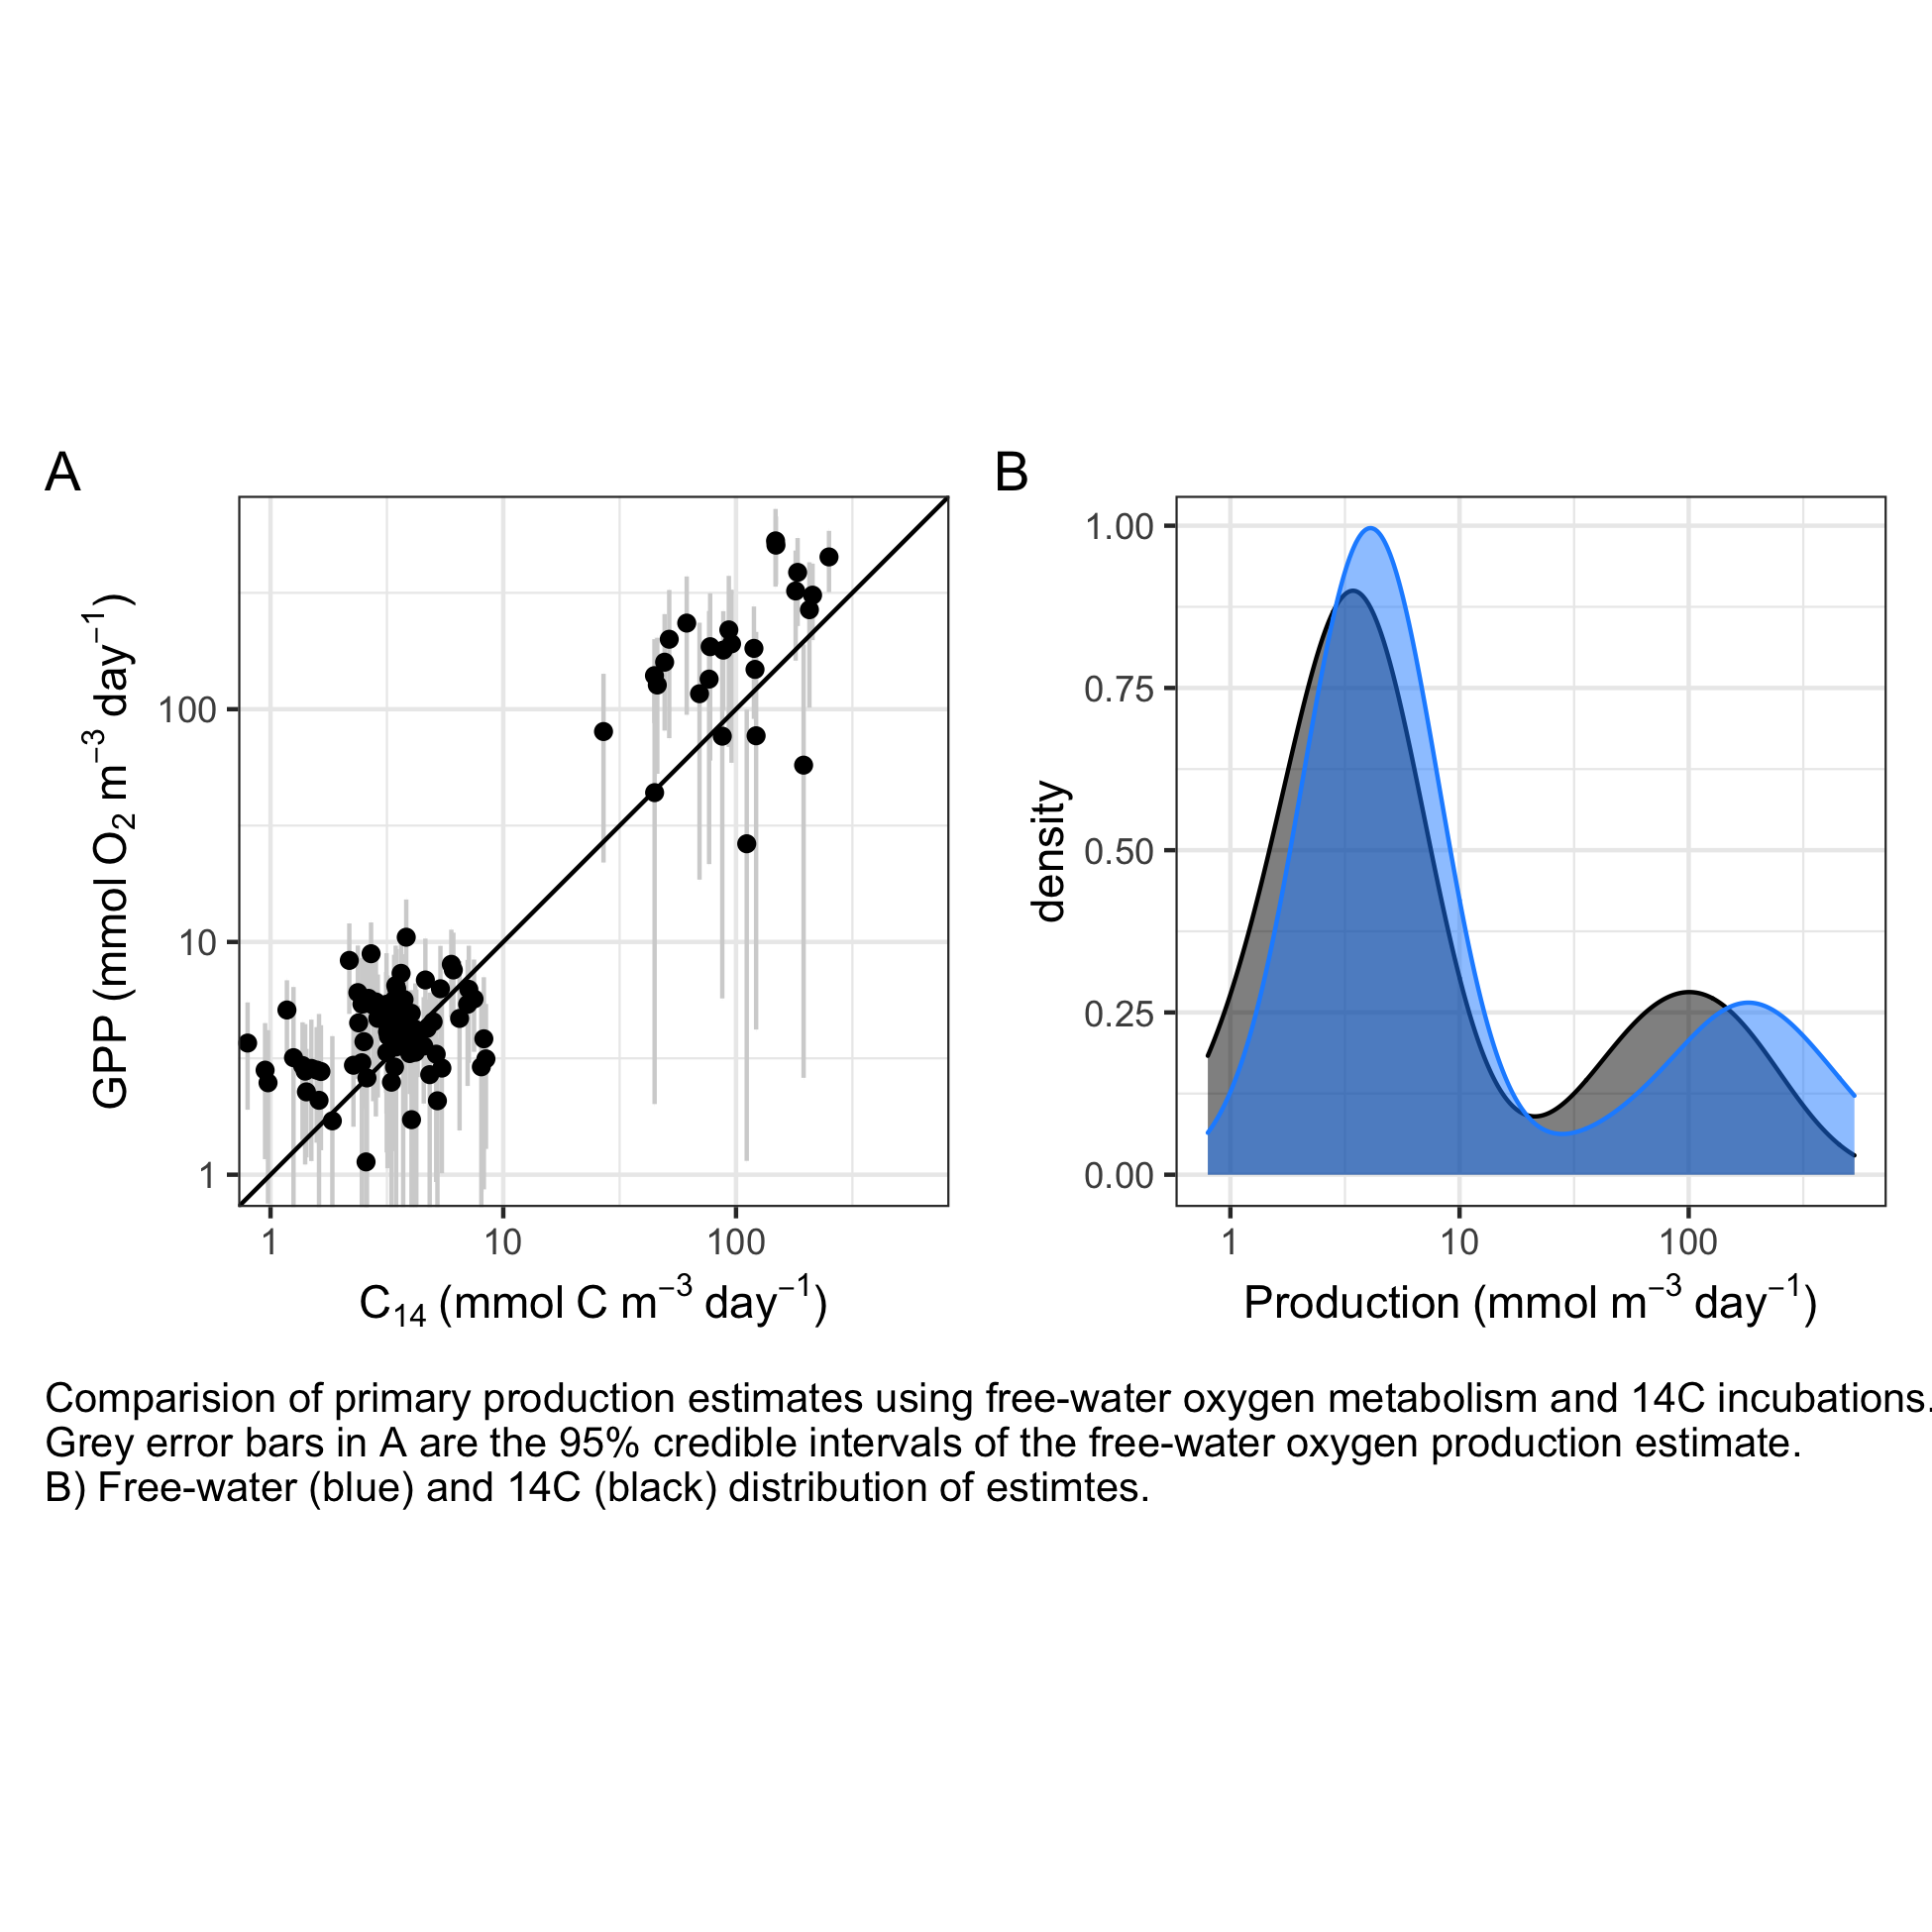 A
B
GPP (mmol O₂ m⁻³ day⁻¹)
100
10
1
1
10
100
C₁₄ (mmol C m⁻³ day⁻¹)
density
1.00
0.75
0.50
0.25
0.00
1
10
100
Production (mmol m⁻³ day⁻¹)
Comparision of primary production estimates using free-water oxygen metabolism and 14C incubations.
Grey error bars in A are the 95% credible intervals of the free-water oxygen production estimate.
B) Free-water (blue) and 14C (black) distribution of estimtes.